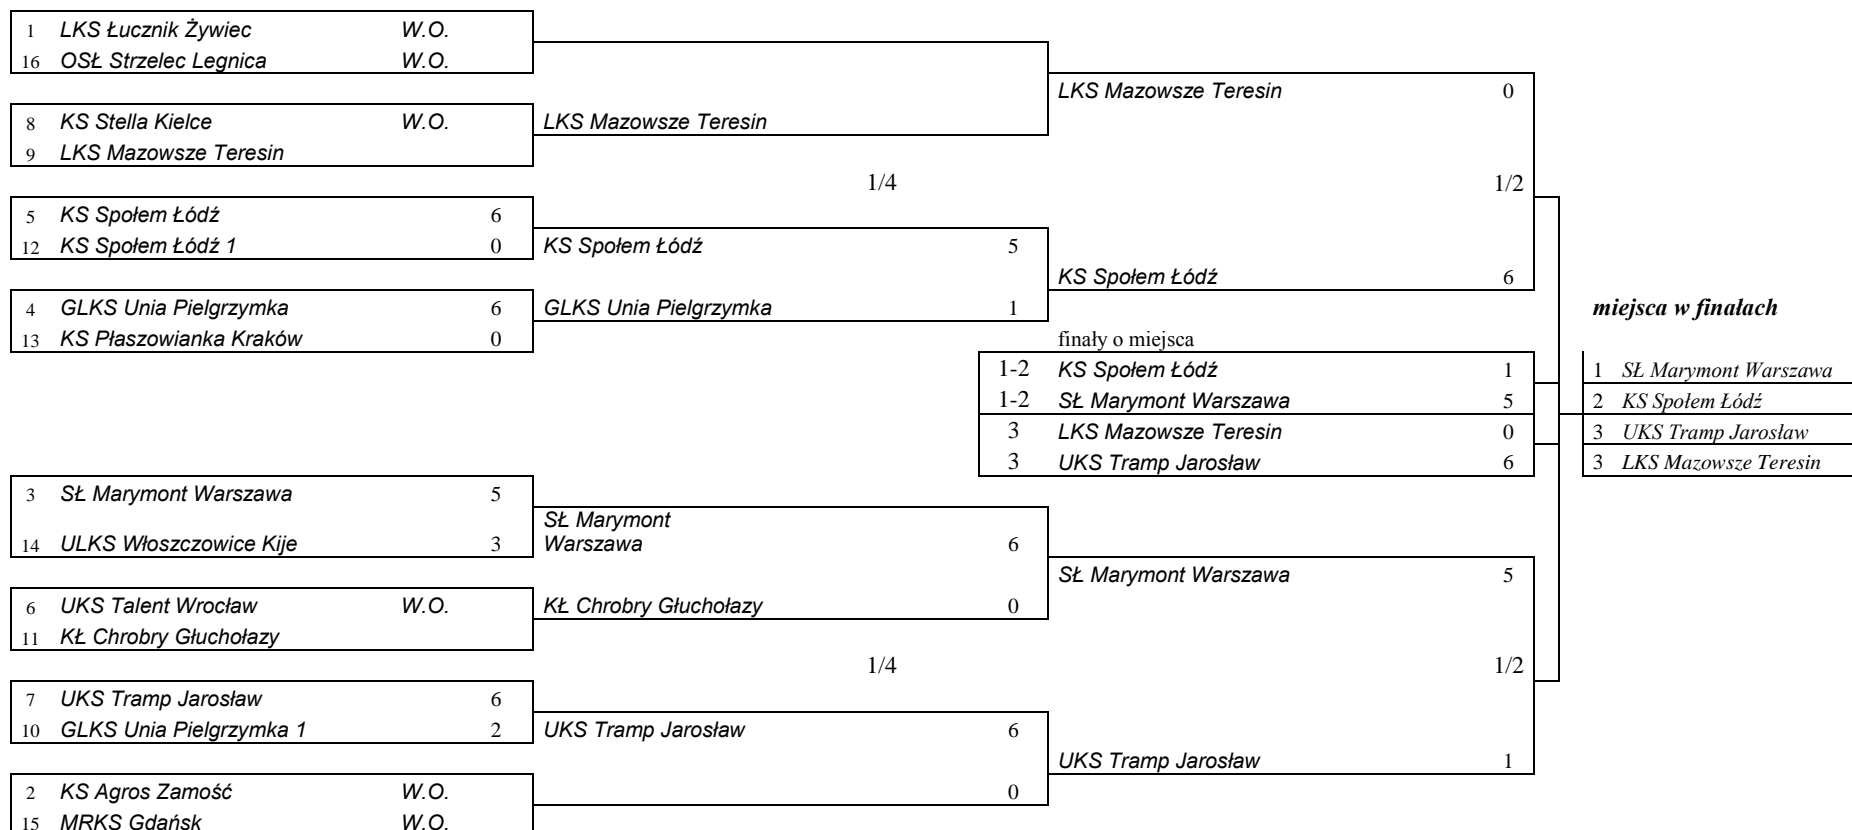 1 LKS Łucznik Żywiec W.O.
16 OSŁ Strzelec Legnica W.O.
LKS Mazowsze Teresin 0
8 KS Stella Kielce W.O. LKS Mazowsze Teresin
9 LKS Mazowsze Teresin
1/4 1/2
5 KS Społem Łódź 6
12 KS Społem Łódź 1 0 KS Społem Łódź 5
KS Społem Łódź 6
4 GLKS Unia Pielgrzymka 6 GLKS Unia Pielgrzymka 1 miejsca w finałach
13 KS Płaszowianka Kraków 0 finały o miejsca
1-2 KS Społem Łódź 1 1 SŁ Marymont Warszawa
1-2 SŁ Marymont Warszawa 5 2 KS Społem Łódź
3 LKS Mazowsze Teresin 0 3 UKS Tramp Jarosław
3 UKS Tramp Jarosław 6 3 LKS Mazowsze Teresin
3 SŁ Marymont Warszawa 5
SŁ Marymont
14 ULKS Włoszczowice Kije 3 Warszawa 6
SŁ Marymont Warszawa 5
6 UKS Talent Wrocław W.O. KŁ Chrobry Głuchołazy 0
11 KŁ Chrobry Głuchołazy
1/4 1/2
7 UKS Tramp Jarosław 6
10 GLKS Unia Pielgrzymka 1 2 UKS Tramp Jarosław 6
UKS Tramp Jarosław 1
2 KS Agros Zamość W.O. 0
15 MRKS Gdańsk W.O.